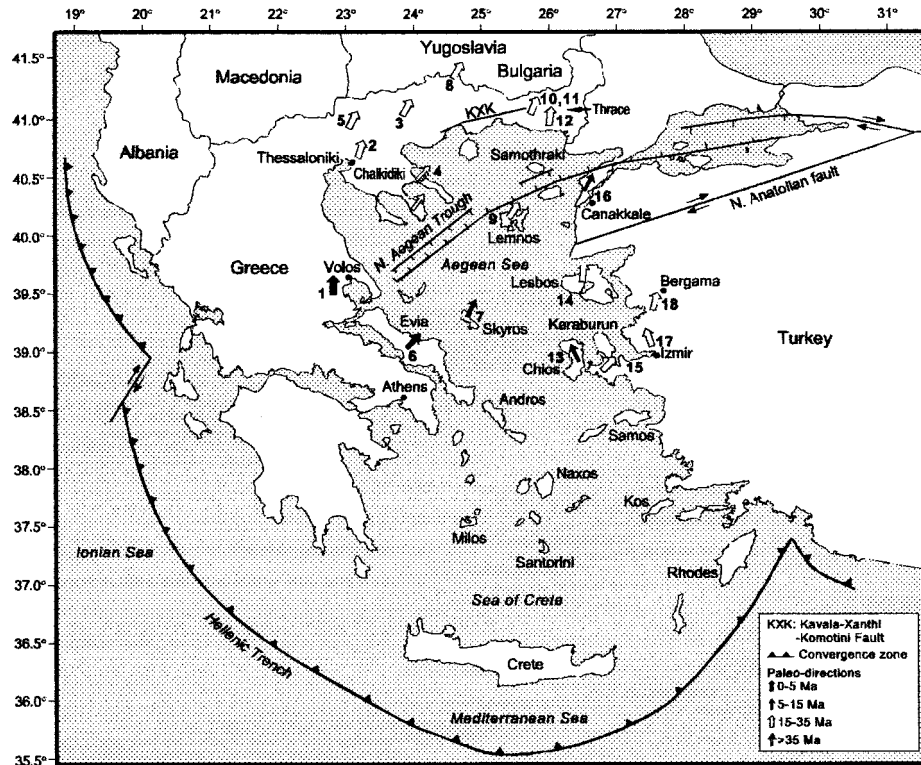 19° 20° 21° 22° 23° 24° 25° 26° 27° 28° 29° 30° 31°
41.5°
41.0°
40.5°
40.0°
39.5°
39.0°
38.5°
38.0°
37.5°
37.0°
36.5°
36.0°
35.5°
Yugoslavia
Macedonia
Bulgaria
8
10,11
KXK
Thrace
5
3
12
Albania
2
Thessaloniki
Samothraki
Chalkidiki
4
16
Canakkale
N. Anatolian fault
9
N. Aegean Trough
Lemnos
Aegean Sea
Greece
Volos
Lesbos
Bergama
1
14
18
7
Evia
Skyros
Karaburun
17
Turkey
6
13
Izmir
Chios
15
Athens
Andros
Samos
Naxos
Kos
Milos
Ionian Sea
Santorini
Rhodes
Sea of Crete
Hellenic Trench
Crete
Mediterranean Sea
KXK: Kavala-Xanthi
-Komotini Fault
Convergence zone
Paleo-directions
0-5 Ma
5-15 Ma
15-35 Ma
>35 Ma